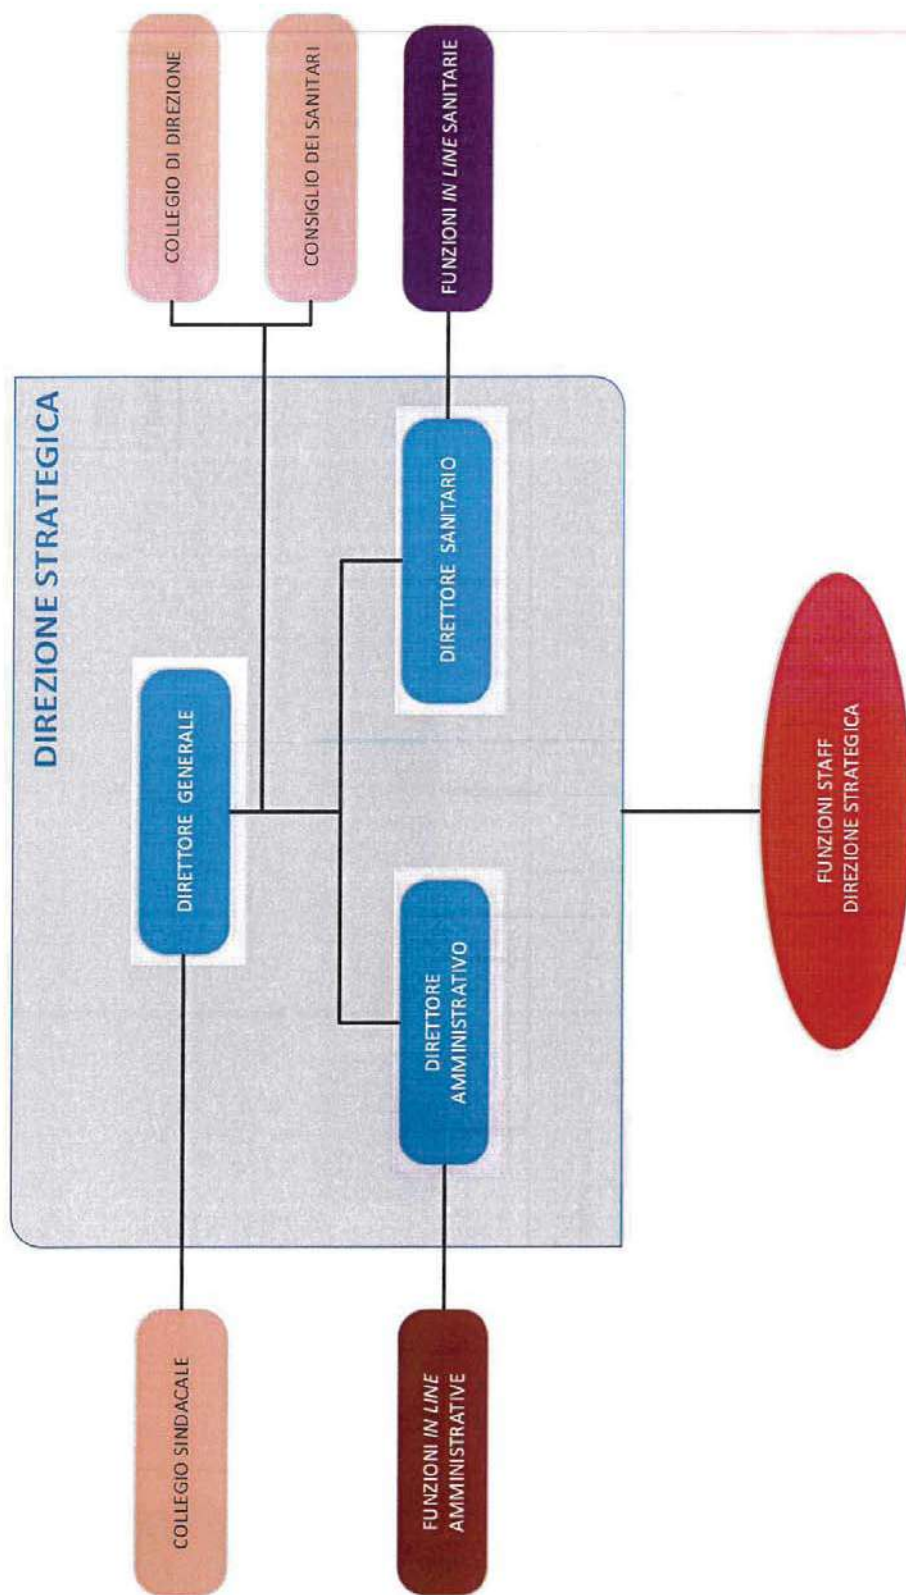 DIREZIONE STRATEGICA
COLLEGIO SINDACALE
DIRETTORE GENERALE
COLLEGIO DI DIREZIONE
CONSIGLIO DEI SANITARI
FUNZIONI IN LINE
AMMINISTRATIVE
DIRETTORE
AMMINISTRATIVO
DIRETTORE SANITARIO
FUNZIONI IN LINE SANITARIE
FUNZIONI STAFF
DIREZIONE STRATEGICA